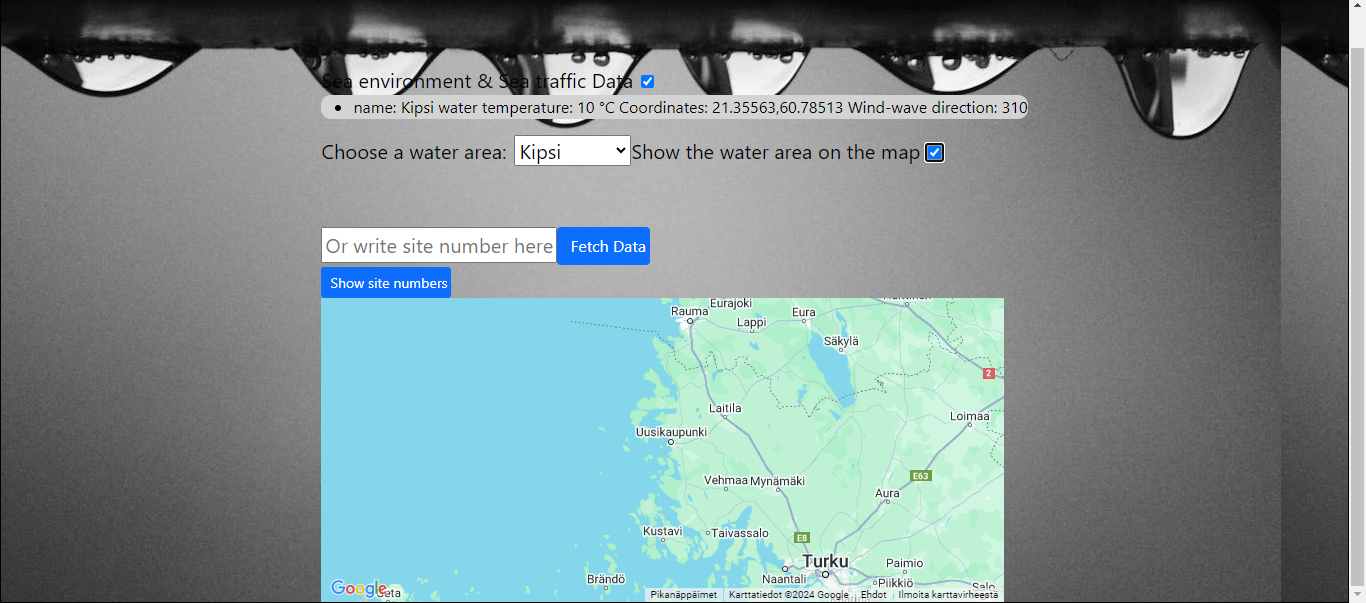 Sea environment & Sea traffic Data
name: Kipsi water temperature: 10 °C Coordinates: 21.35563,60.78513 Wind-wave direction: 310
Choose a water area: Kipsi Show the water area on the map
Or write site number here Fetch Data
Show site numbers
Eurajoki
Rauma
Lappi
Eura
Säkylä
2
Laitila
Loimaa
Uusikaupunki
E63
Vehmaa
Mynämäki
Aura
Kustavi
Taivassalo
E8
Turku
Paimio
Brändö
Naantali
Piikkiö
Salo
Google
Pikanäppäimet Karttatiedot ©2024 Google Ehdot Ilmoita karttavirheestä